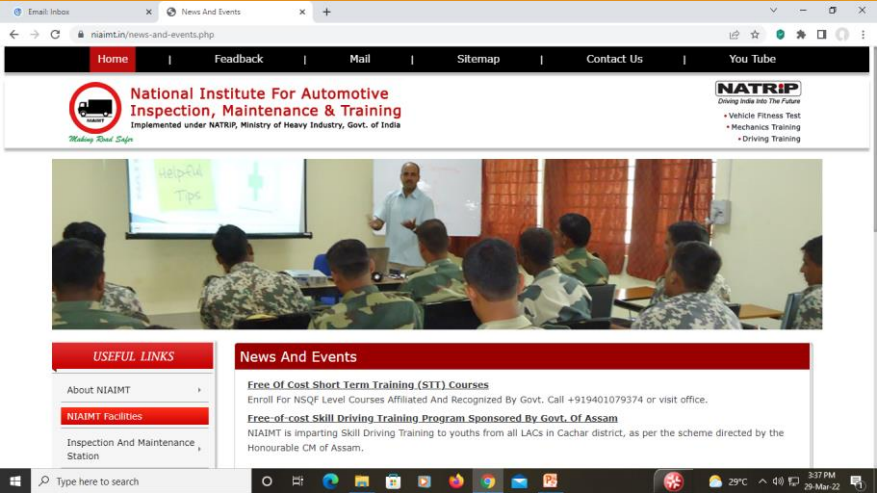 Email: Inbox
News And Events
niaimt.in/news-and-events.php
Home | Feadback | Mail | Sitemap | Contact Us | You Tube
NIAIMT
Making Road Safer
National Institute For Automotive
Inspection, Maintenance & Training
Implemented under NATRIP, Ministry of Heavy Industry, Govt. of India
NATRiP
Driving India Into The Future
• Vehicle Fitness Test
• Mechanics Training
• Driving Training
Helpful
Tips
USEFUL LINKS
About NIAIMT
NIAIMT Facilities
Inspection And Maintenance
Station
News And Events
Free Of Cost Short Term Training (STT) Courses
Enroll For NSQF Level Courses Affiliated And Recognized By Govt. Call +919401079374 or visit office.
Free-of-cost Skill Driving Training Program Sponsored By Govt. Of Assam
NIAIMT is imparting Skill Driving Training to youths from all LACs in Cachar district, as per the scheme directed by the
Honourable CM of Assam.
Type here to search
29°C
3:37 PM
29-Mar-22